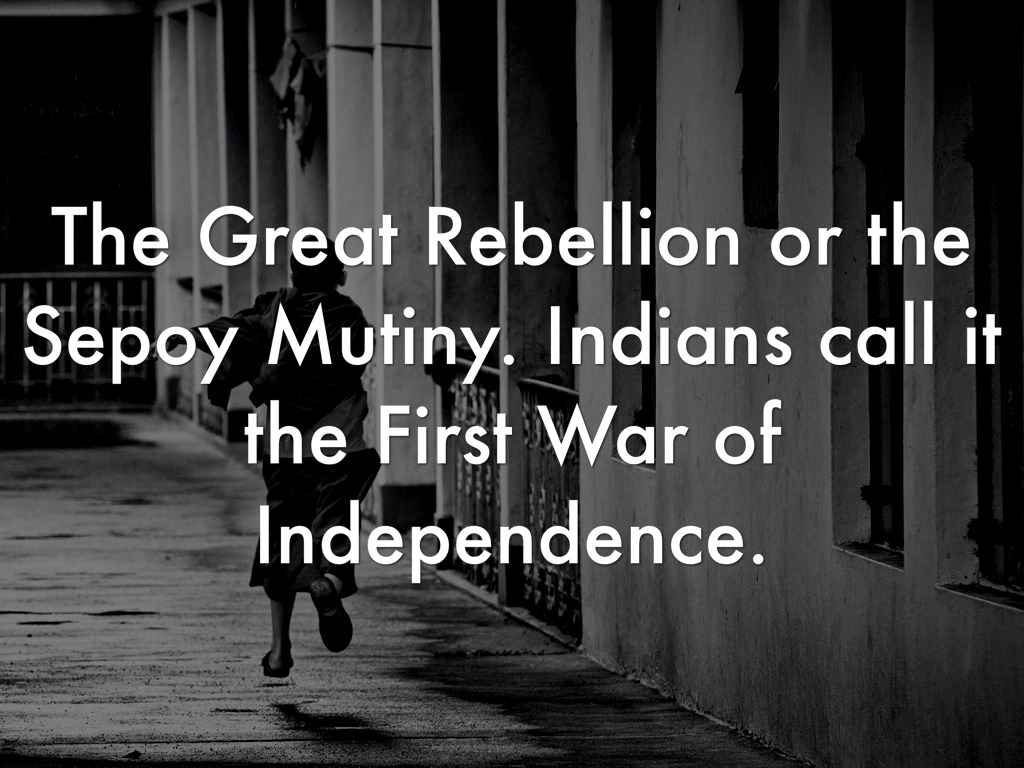 The Great Rebellion or the
Sepoy Mutiny. Indians call it
the First War of
Independence.